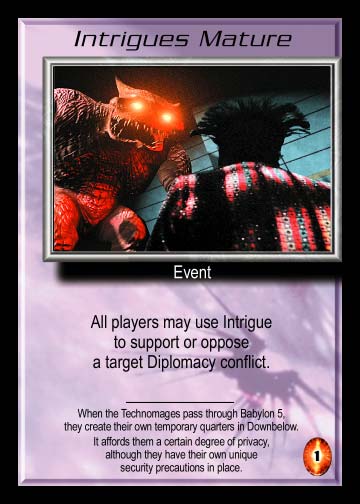 Intrigues Mature
Event
All players may use Intrigue
to support or oppose
a target Diplomacy conflict.
When the Technomages pass through Babylon 5,
they create their own temporary quarters in Downbelow.
It affords them a certain degree of privacy,
although they have their own unique
security precautions in place.
1